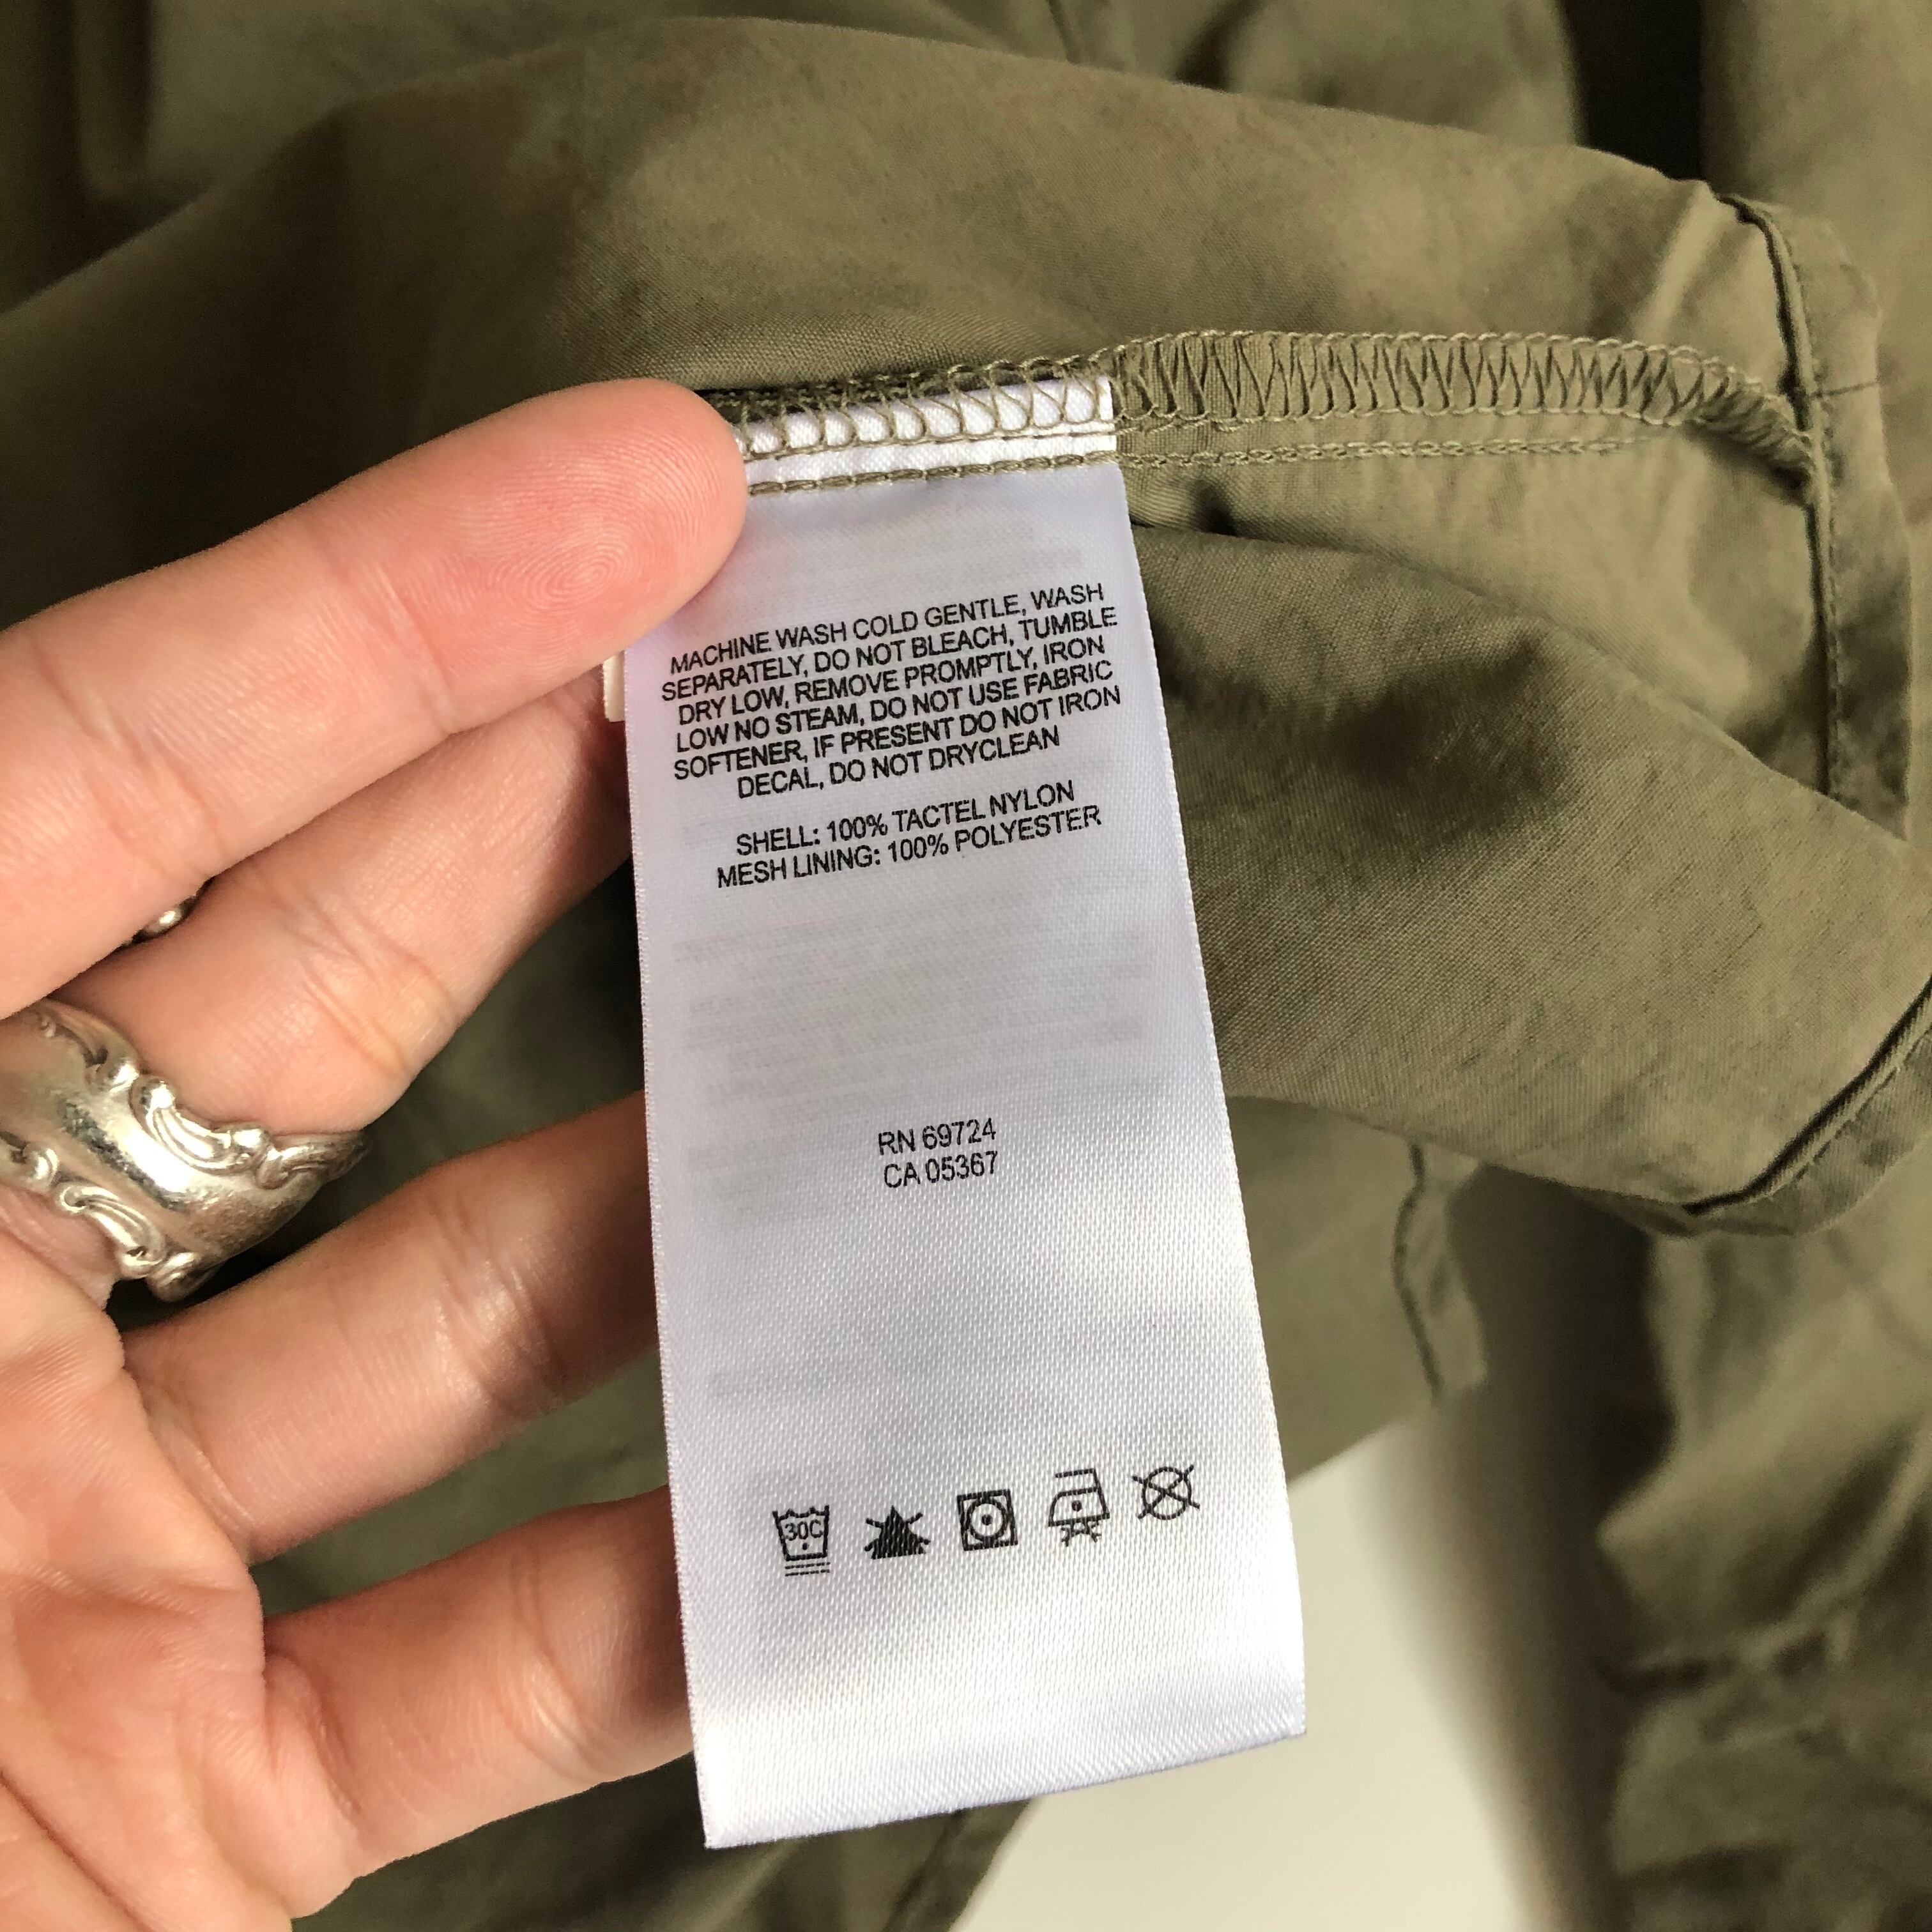 MACHINE WASH COLD GENTLE, WASH
SEPARATELY, DO NOT BLEACH, TUMBLE
DRY LOW, REMOVE PROMPTLY, IRON
LOW NO STEAM, DO NOT USE FABRIC
SOFTENER, IF PRESENT DO NOT IRON
DECAL, DO NOT DRYCLEAN
SHELL: 100% TACTEL NYLON
MESH LINING: 100% POLYESTER
RN 69724
CA 05367
30C